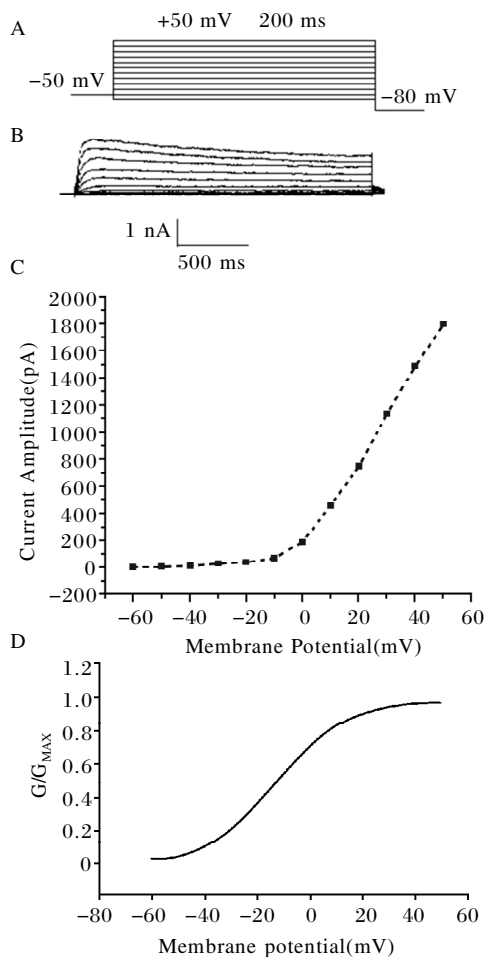 A
+50 mV 200 ms
−50 mV
−80 mV
B
1 nA
500 ms
C
2000
1800
1600
1400
1200
1000
800
600
400
200
0
−200
Current Amplitude(pA)
−60 −40 −20 0 20 40 60
Membrane Potential(mV)
D
1.2
1.0
0.8
0.6
0.4
0.2
0
G/GMAX
−80 −60 −40 −20 0 20 40 60
Membrane potential(mV)